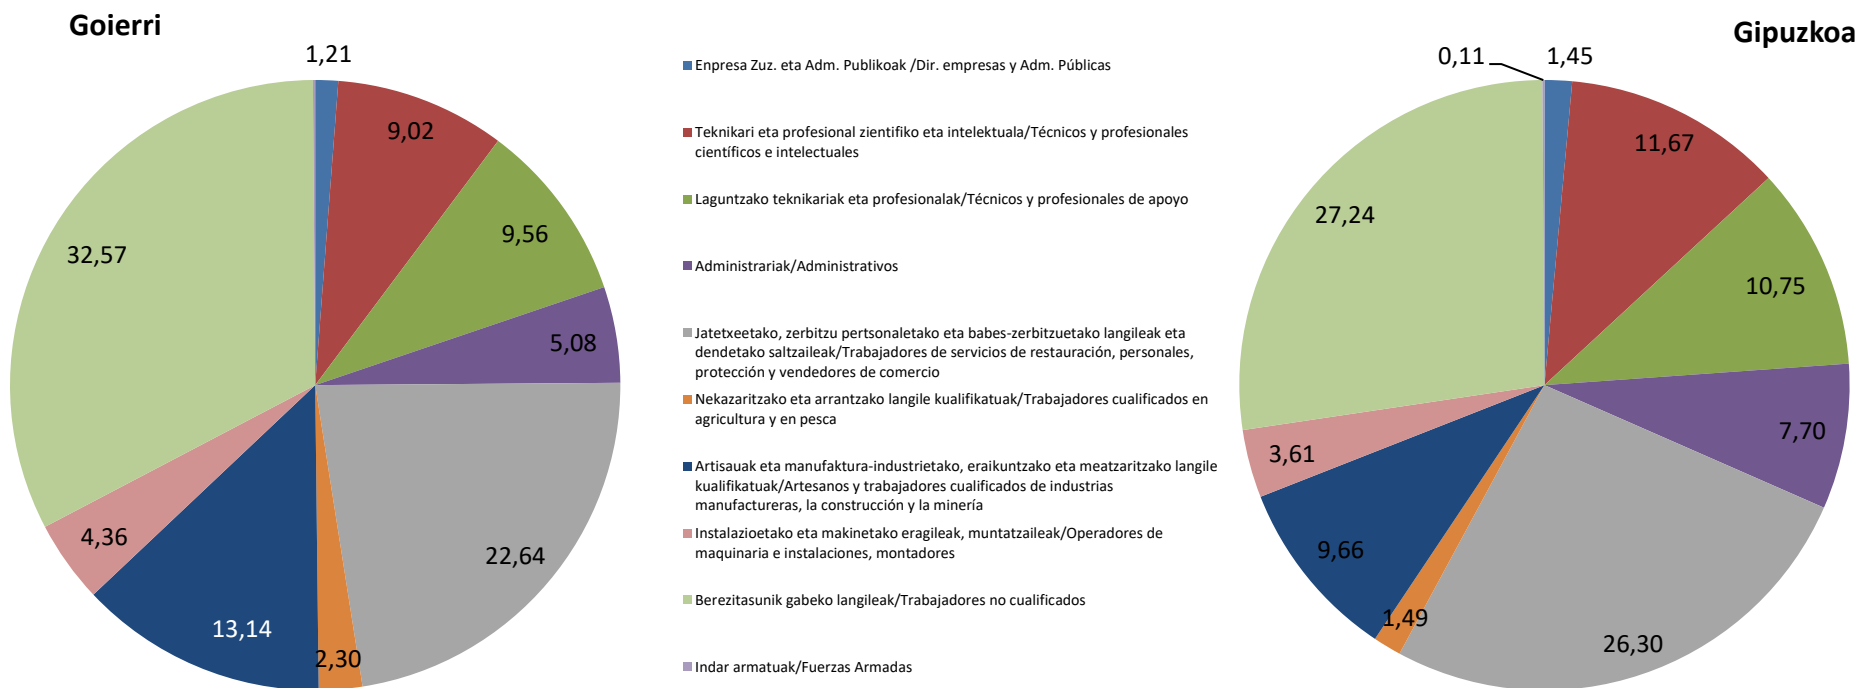 Goierri
1,21
9,02
9,56
5,08
22,64
2,30
13,14
4,36
32,57
Enpresa Zuz. eta Adm. Publikoak /Dir. empresas y Adm. Públicas
Teknikari eta profesional zientifiko eta intelektuala/Técnicos y profesionales
científicos e intelectuales
Laguntzako teknikariak eta profesionalak/Técnicos y profesionales de apoyo
Administrariak/Administrativos
Jatetxeetako, zerbitzu pertsonaletako eta babes-zerbitzuetako langileak eta
dendetako saltzaileak/Trabajadores de servicios de restauración, personales,
protección y vendedores de comercio
Nekazaritzako eta arrantzako langile kualifikatuak/Trabajadores cualificados en
agricultura y en pesca
Artisauak eta manufaktura-industrietako, eraikuntzako eta meatzaritzako langile
kualifikatuak/Artesanos y trabajadores cualificados de industrias
manufactureras, la construcción y la minería
Instalazioetako eta makinetako eragileak, muntatzaileak/Operadores de
maquinaria e instalaciones, montadores
Berezitasunik gabeko langileak/Trabajadores no cualificados
Indar armatuak/Fuerzas Armadas
Gipuzkoa
0,11
1,45
11,67
10,75
7,70
26,30
1,49
9,66
3,61
27,24